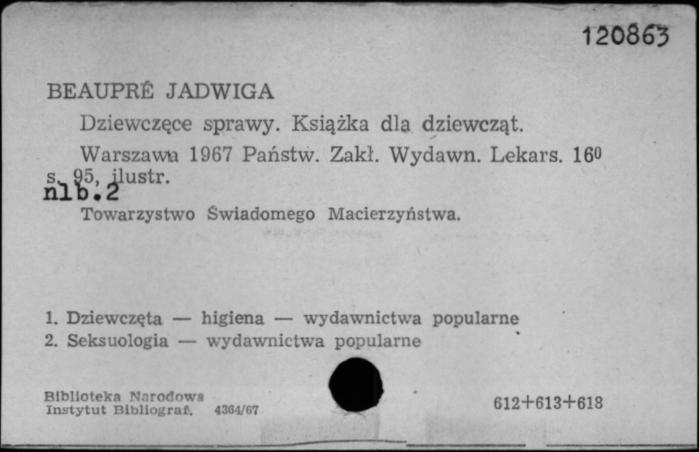 120863
BEAUPRÉ JADWIGA
Dziewczęce sprawy. Książka dla dziewcząt.
Warszawa 1967 Państw. Zakł. Wydawn. Lekars. 16⁰
s. 95, ilustr.
nlb.2
Towarzystwo Świadomego Macierzyństwa.
1. Dziewczęta — higiena — wydawnictwa popularne
2. Seksuologia — wydawnictwa popularne
Biblioteka Narodowa
Instytut Bibliograf. 4364/67
612+613+618